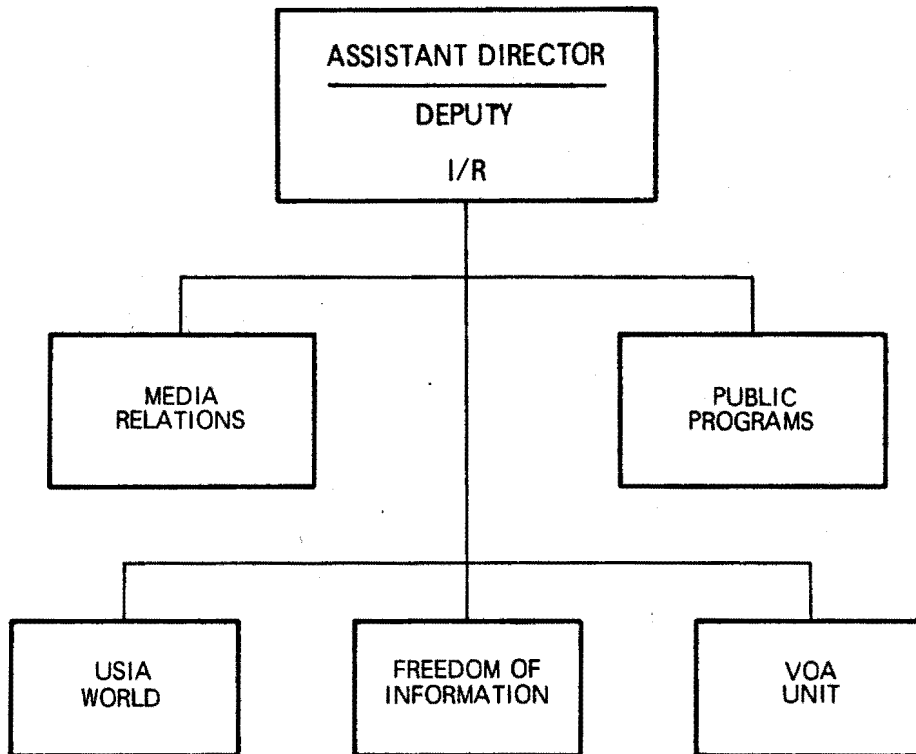 ASSISTANT DIRECTOR
DEPUTY
I/R
MEDIA
RELATIONS
PUBLIC
PROGRAMS
USIA
WORLD
FREEDOM OF
INFORMATION
VOA
UNIT